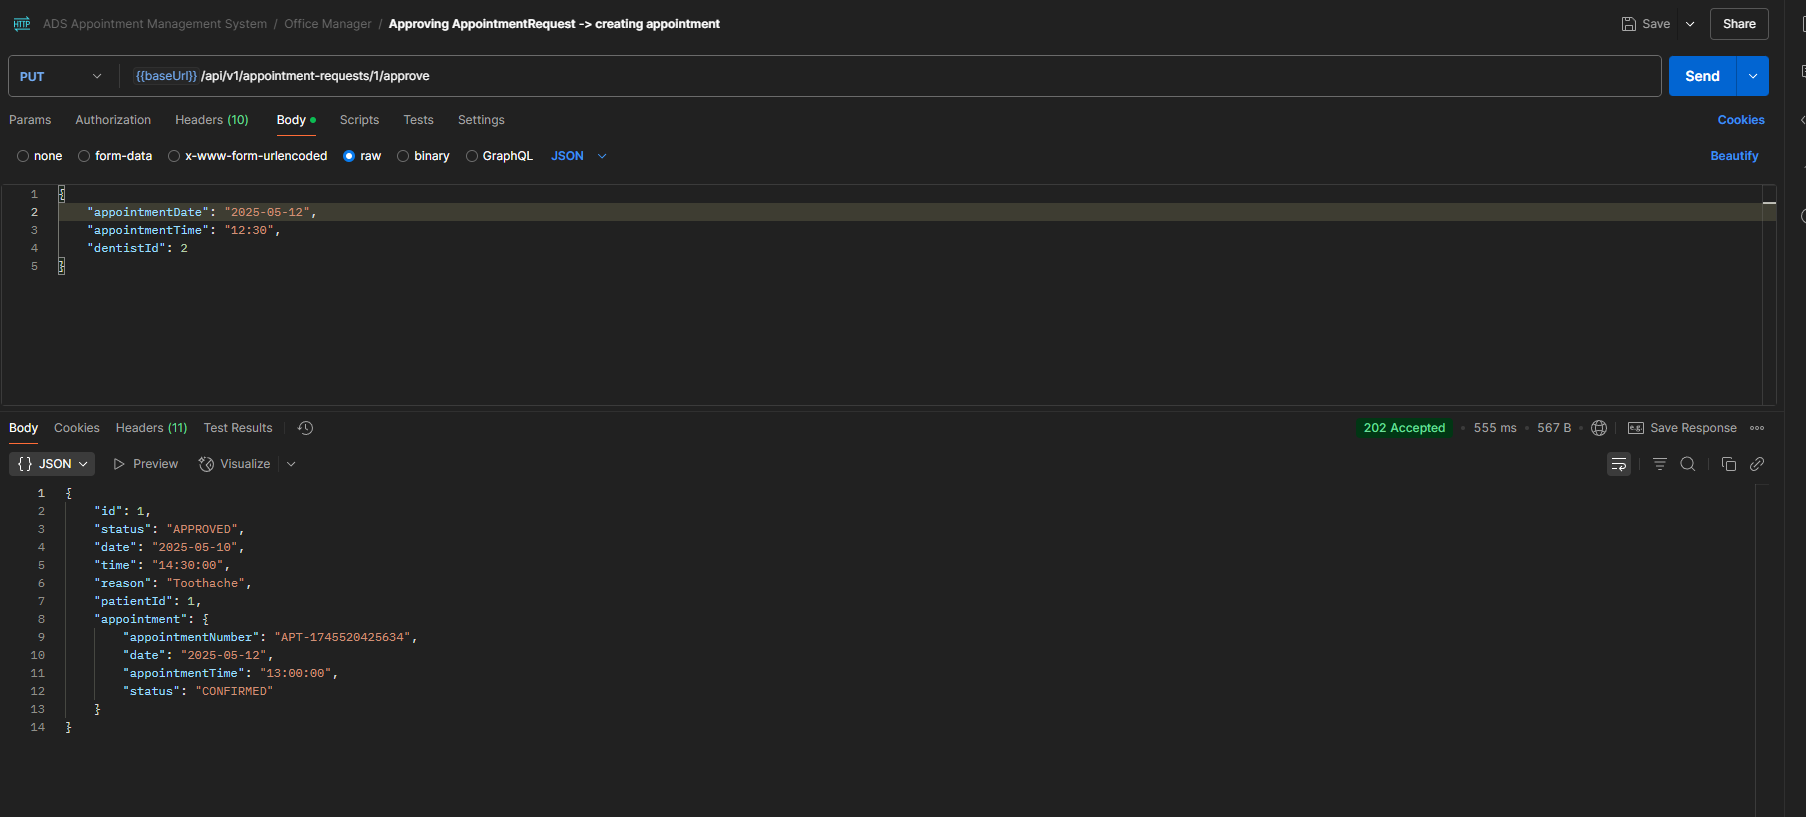 HTTP ADS Appointment Management System / Office Manager / Approving AppointmentRequest -> creating appointment Save Share
PUT {{baseUrl}} /api/v1/appointment-requests/1/approve Send
Params Authorization Headers (10) Body Scripts Tests Settings Cookies
none form-data x-www-form-urlencoded raw binary GraphQL JSON Beautify
1 {
2 "appointmentDate": "2025-05-12",
3 "appointmentTime": "12:30",
4 "dentistId": 2
5 }
Body Cookies Headers (11) Test Results 202 Accepted • 555 ms • 567 B • e.g. Save Response
{} JSON Preview Visualize
1 {
2 "id": 1,
3 "status": "APPROVED",
4 "date": "2025-05-10",
5 "time": "14:30:00",
6 "reason": "Toothache",
7 "patientId": 1,
8 "appointment": {
9 "appointmentNumber": "APT-1745520425634",
10 "date": "2025-05-12",
11 "appointmentTime": "13:00:00",
12 "status": "CONFIRMED"
13 }
14 }